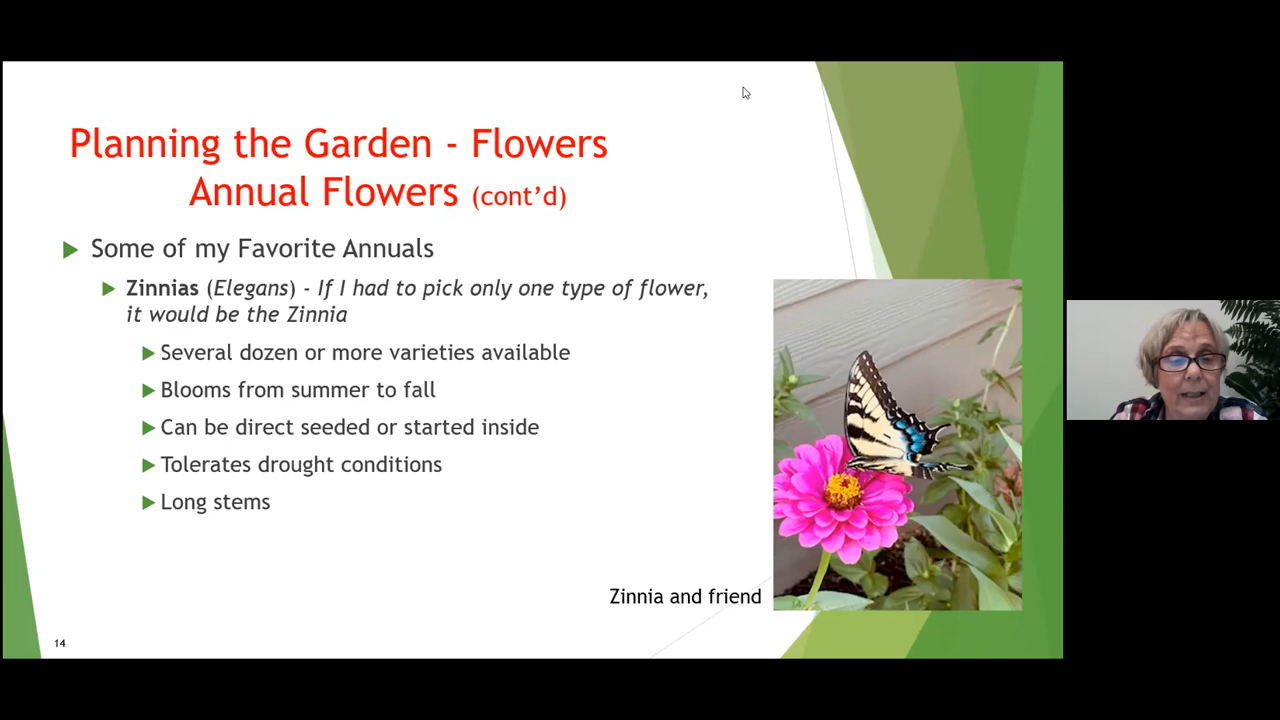 Planning the Garden - Flowers
Annual Flowers (cont’d)
Some of my Favorite Annuals
Zinnias (Elegans) - If I had to pick only one type of flower,
it would be the Zinnia
Several dozen or more varieties available
Blooms from summer to fall
Can be direct seeded or started inside
Tolerates drought conditions
Long stems
Zinnia and friend
14